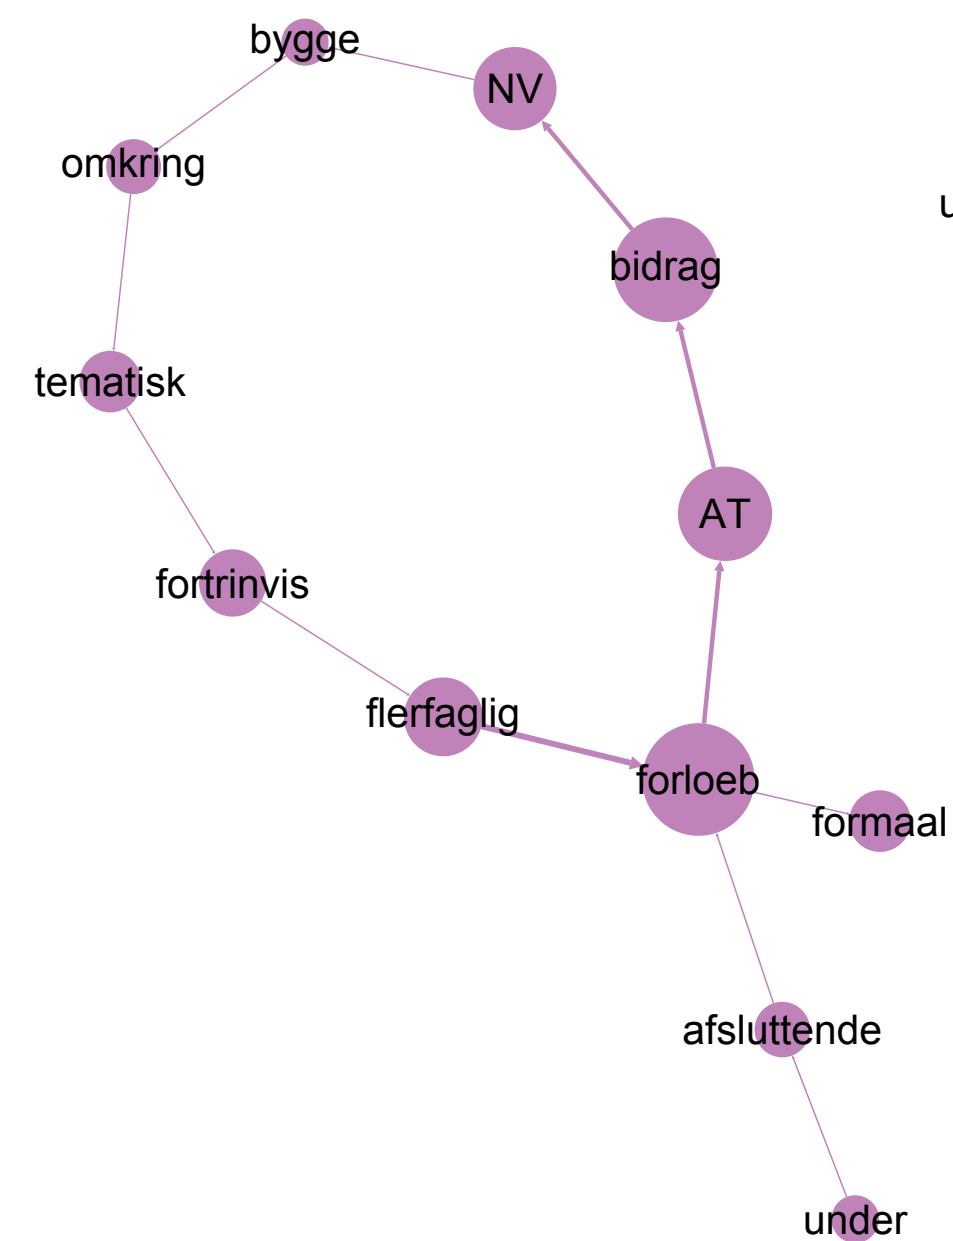 bygge
NV
omkring
u
bidrag
tematisk
AT
fortrinvis
flerfaglig
forloeb
formaal
afsluttende
under